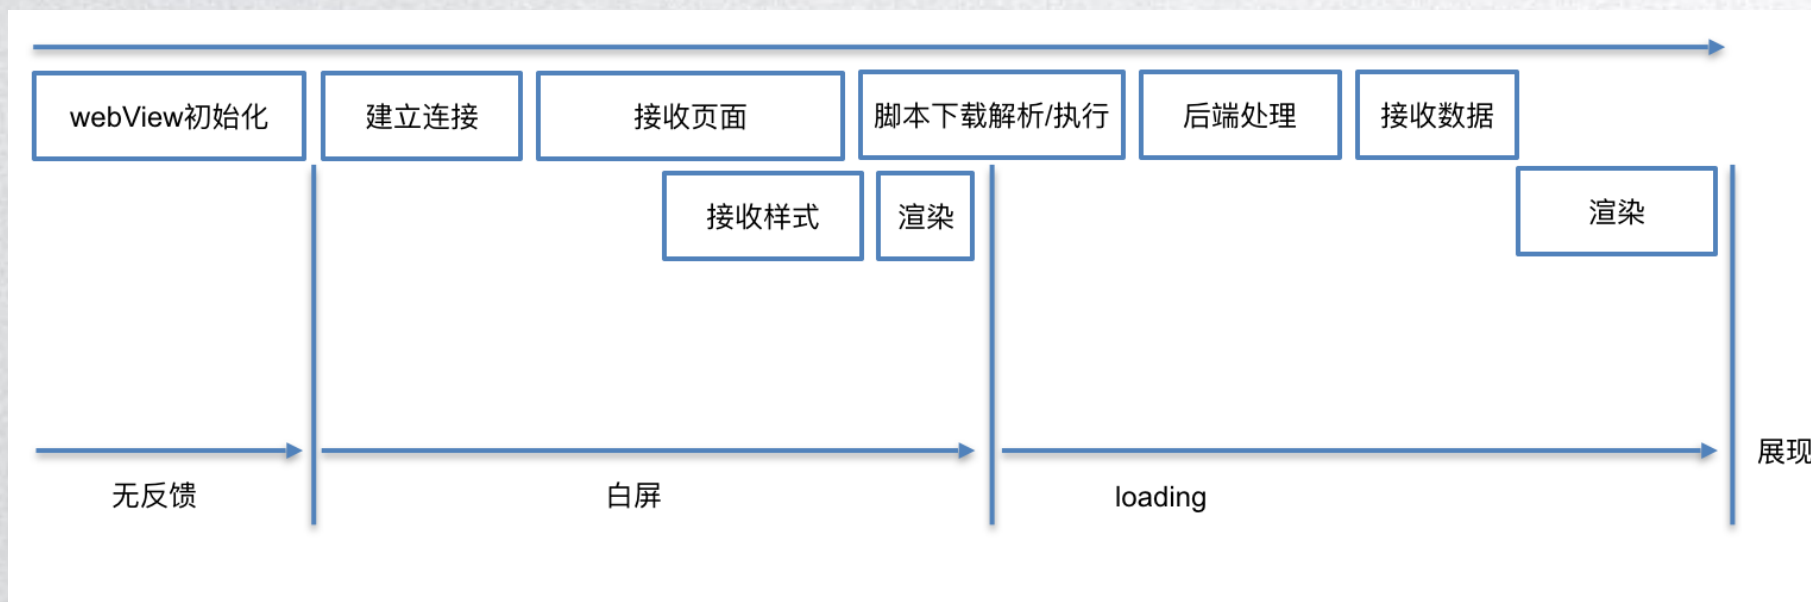 webView初始化
建立连接
接收页面
脚本下载解析/执行
后端处理
接收数据
接收样式
渲染
渲染
无反馈
白屏
loading
展现